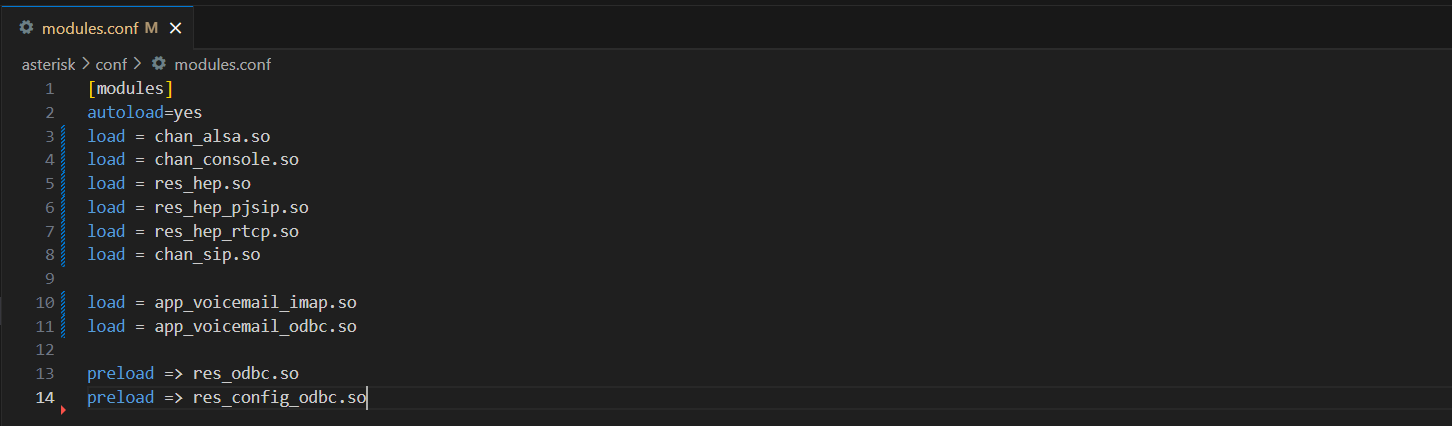 modules.conf M
asterisk > conf > modules.conf
1 [modules]
2 autoload=yes
3 load = chan_alsa.so
4 load = chan_console.so
5 load = res_hep.so
6 load = res_hep_pjsip.so
7 load = res_hep_rtcp.so
8 load = chan_sip.so
9
10 load = app_voicemail_imap.so
11 load = app_voicemail_odbc.so
12
13 preload => res_odbc.so
14 preload => res_config_odbc.so